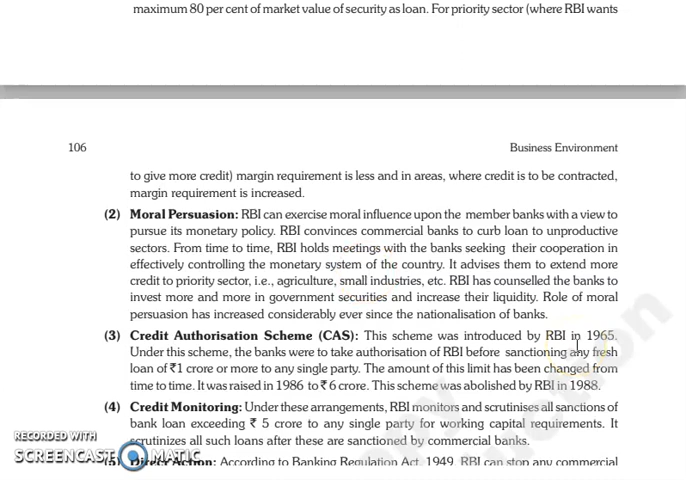 maximum 80 per cent of market value of security as loan. For priority sector (where RBI wants
106
Business Environment
to give more credit) margin requirement is less and in areas, where credit is to be contracted,
margin requirement is increased.
(2) Moral Persuasion: RBI can exercise moral influence upon the member banks with a view to
pursue its monetary policy. RBI convinces commercial banks to curb loan to unproductive
sectors. From time to time, RBI holds meetings with the banks seeking their cooperation in
effectively controlling the monetary system of the country. It advises them to extend more
credit to priority sector, i.e., agriculture, small industries, etc. RBI has counselled the banks to
invest more and more in government securities and increase their liquidity. Role of moral
persuasion has increased considerably ever since the nationalisation of banks.
(3) Credit Authorisation Scheme (CAS): This scheme was introduced by RBI in 1965.
Under this scheme, the banks were to take authorisation of RBI before sanctioning any fresh
loan of ₹1 crore or more to any single party. The amount of this limit has been changed from
time to time. It was raised in 1986 to ₹ 6 crore. This scheme was abolished by RBI in 1988.
(4) Credit Monitoring: Under these arrangements, RBI monitors and scrutinises all sanctions of
bank loan exceeding ₹ 5 crore to any single party for working capital requirements. It
scrutinizes all such loans after these are sanctioned by commercial banks.
(5) Direct Action: According to Banking Regulation Act, 1949, RBI can stop any commercial
RECORDED WITH
SCREENCAST MATIC